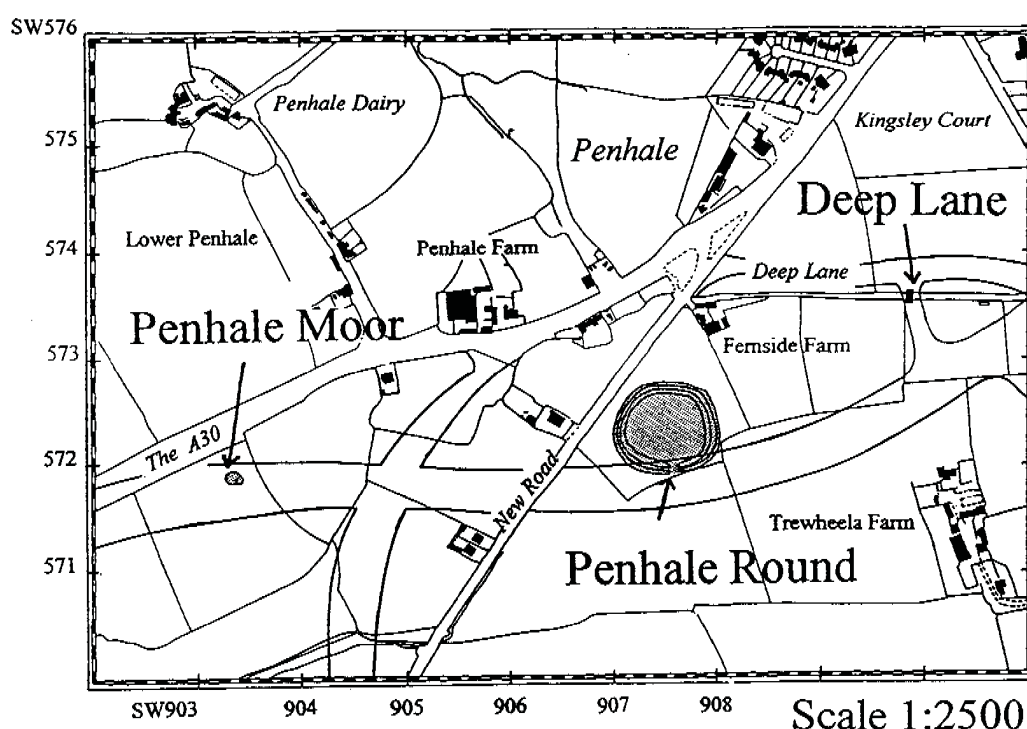 SW576
Penhale Dairy
575
Kingsley Court
Penhale
Deep Lane
Lower Penhale
574
Penhale Farm
Deep Lane
Penhale Moor
573
Fernside Farm
The A30
572
New Road
Trewheela Farm
571
Penhale Round
SW903
904
905
906
907
908
Scale 1:2500